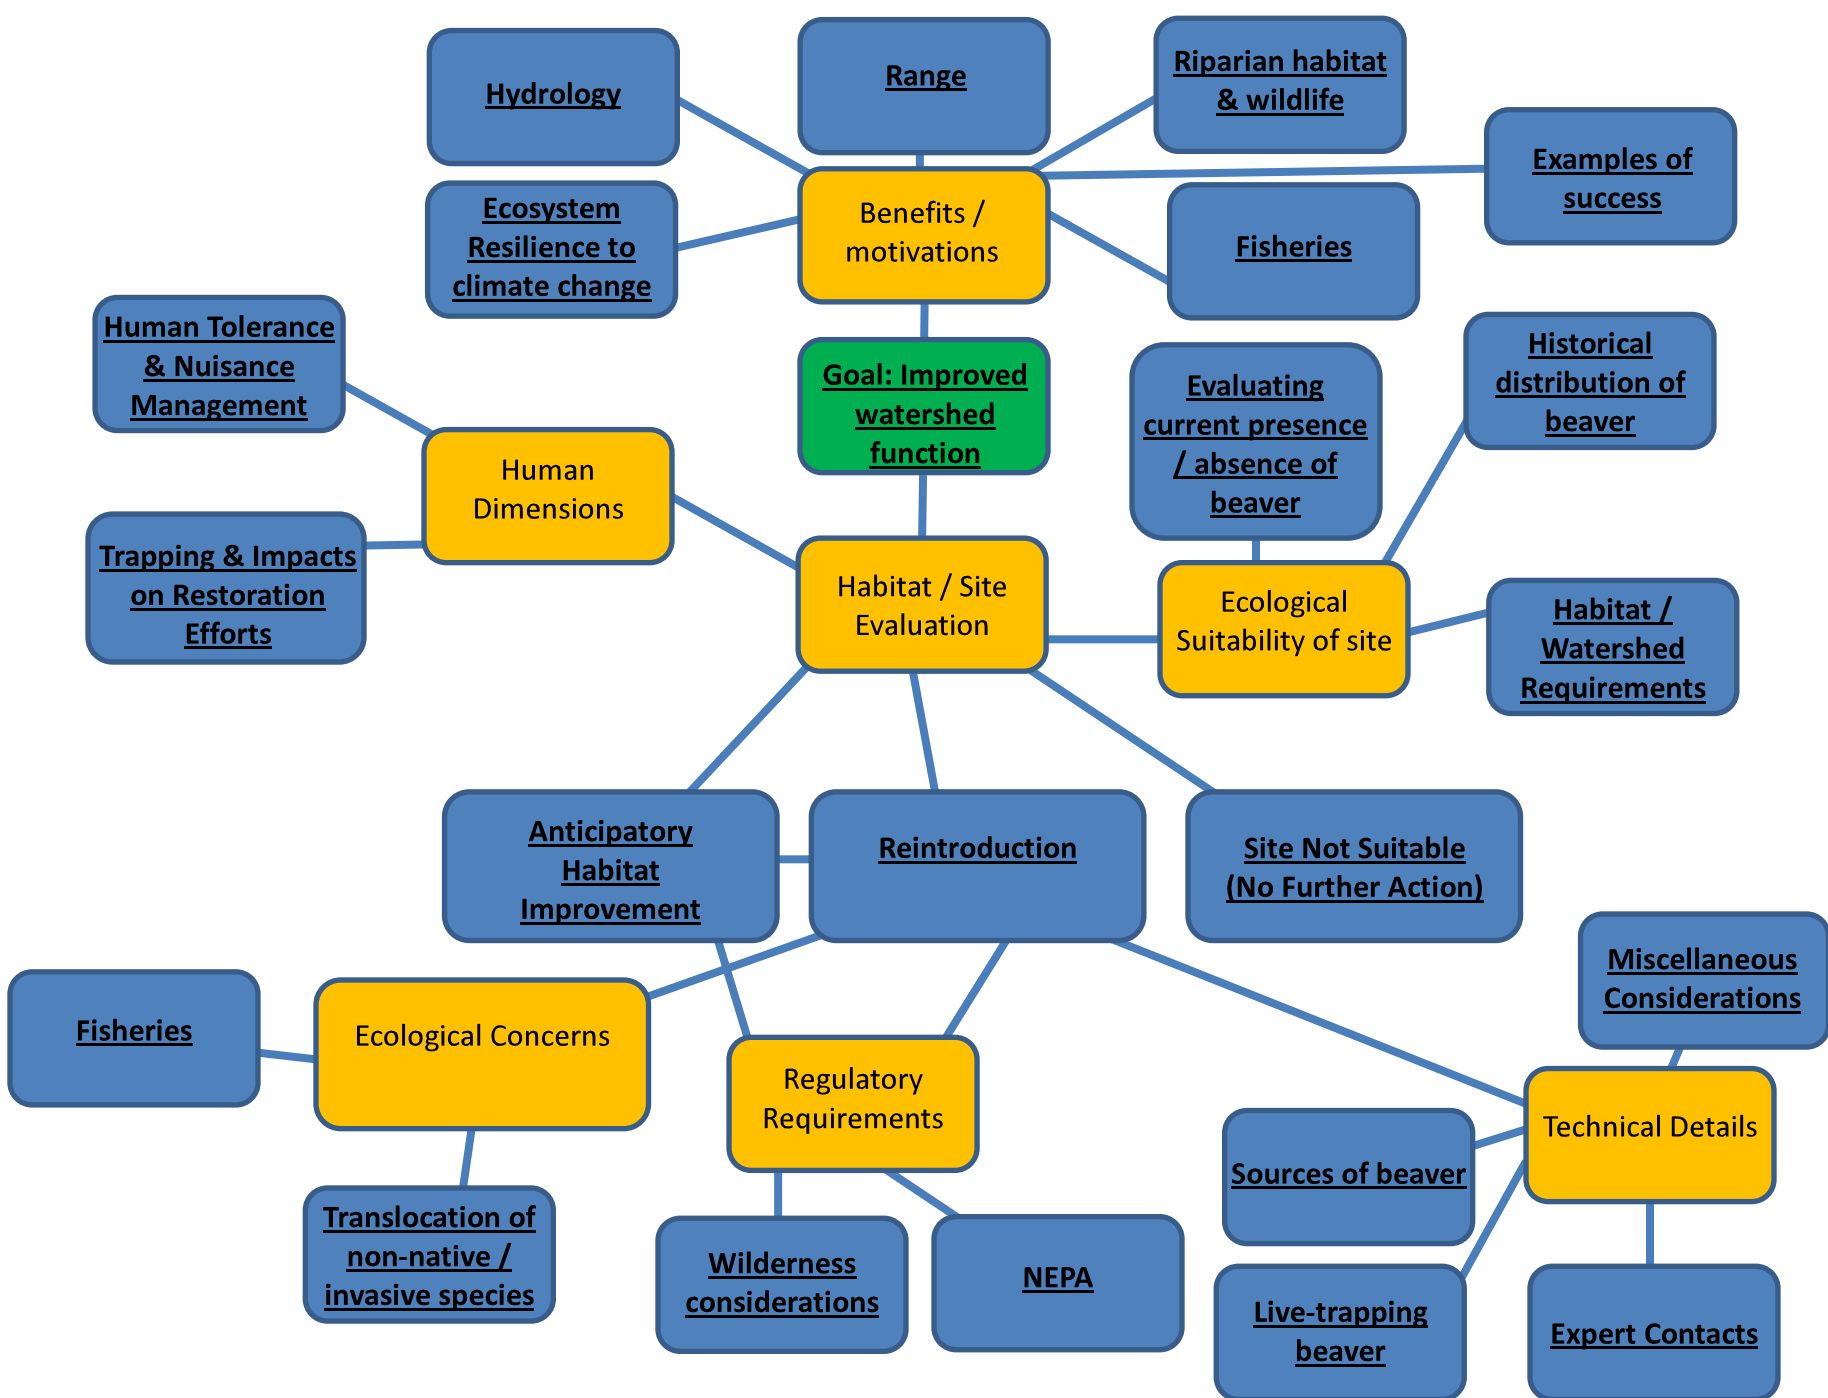 Hydrology
Range
Riparian habitat
& wildlife
Examples of
success
Ecosystem
Resilience to
climate change
Benefits /
motivations
Fisheries
Human Tolerance
& Nuisance
Management
Goal: Improved
watershed
function
Evaluating
current presence
/ absence of
beaver
Historical
distribution of
beaver
Human
Dimensions
Trapping & Impacts
on Restoration
Efforts
Habitat / Site
Evaluation
Ecological
Suitability of site
Habitat /
Watershed
Requirements
Anticipatory
Habitat
Improvement
Reintroduction
Site Not Suitable
(No Further Action)
Miscellaneous
Considerations
Fisheries
Ecological Concerns
Regulatory
Requirements
Technical Details
Sources of beaver
Translocation of
non-native /
invasive species
Wilderness
considerations
NEPA
Live-trapping
beaver
Expert Contacts